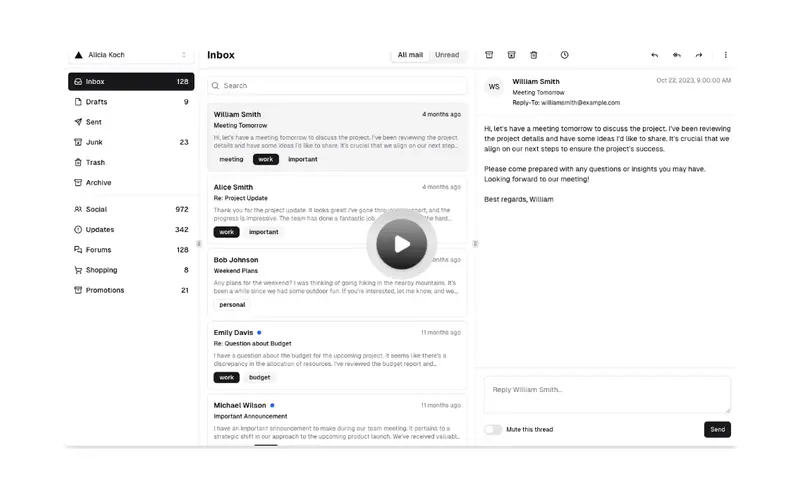 Alicia Koch
Inbox 128
Drafts 9
Sent
Junk 23
Trash
Archive
Social 972
Updates 342
Forums 128
Shopping 8
Promotions 21
Inbox
All mail Unread
Search
William Smith 4 months ago
Meeting Tomorrow
Hi, let's have a meeting tomorrow to discuss the project. I've been reviewing the project
details and have some ideas I'd like to share. It's crucial that we align on our next step...
meeting work important
Alice Smith 4 months ago
Re: Project Update
Thank you for the project update. It looks great! I've gone through the report, and the
progress is impressive. The team has done a fantastic job, the hard...
work important
Bob Johnson months ago
Weekend Plans
Any plans for the weekend? I was thinking of going hiking in the nearby mountains. It's
been a while since we had some outdoor fun. If you're interested, let me know, and we...
personal
Emily Davis 11 months ago
Re: Question about Budget
I have a question about the budget for the upcoming project. It seems like there's a
discrepancy in the allocation of resources. I've reviewed the budget report and...
work budget
Michael Wilson 11 months ago
Important Announcement
I have an important announcement to make during our team meeting. It pertains to a
strategic shift in our approach to the upcoming product launch. We've received valuabl...
WS
William Smith Oct 22, 2023, 9:00:00 AM
Meeting Tomorrow
Reply-To: williamsmith@example.com
Hi, let's have a meeting tomorrow to discuss the project. I've been reviewing
the project details and have some ideas I'd like to share. It's crucial that we
align on our next steps to ensure the project's success.
Please come prepared with any questions or insights you may have.
Looking forward to our meeting!
Best regards, William
Reply William Smith...
Mute this thread Send